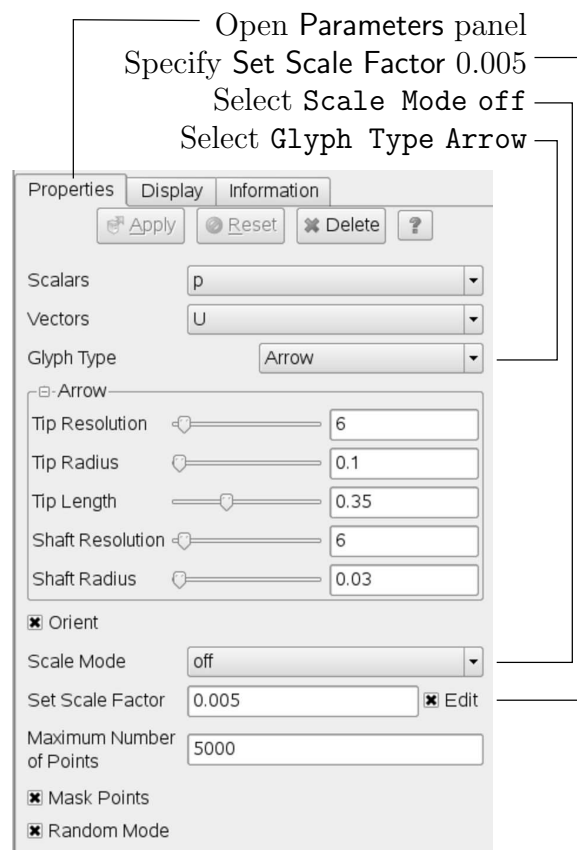 Open Parameters panel
Specify Set Scale Factor 0.005
Select Scale Mode off
Select Glyph Type Arrow
Properties Display Information
Apply Reset Delete ?
Scalars p
Vectors U
Glyph Type Arrow
Arrow
Tip Resolution 6
Tip Radius 0.1
Tip Length 0.35
Shaft Resolution 6
Shaft Radius 0.03
Orient
Scale Mode off
Set Scale Factor 0.005 Edit
Maximum Number
of Points 5000
Mask Points
Random Mode